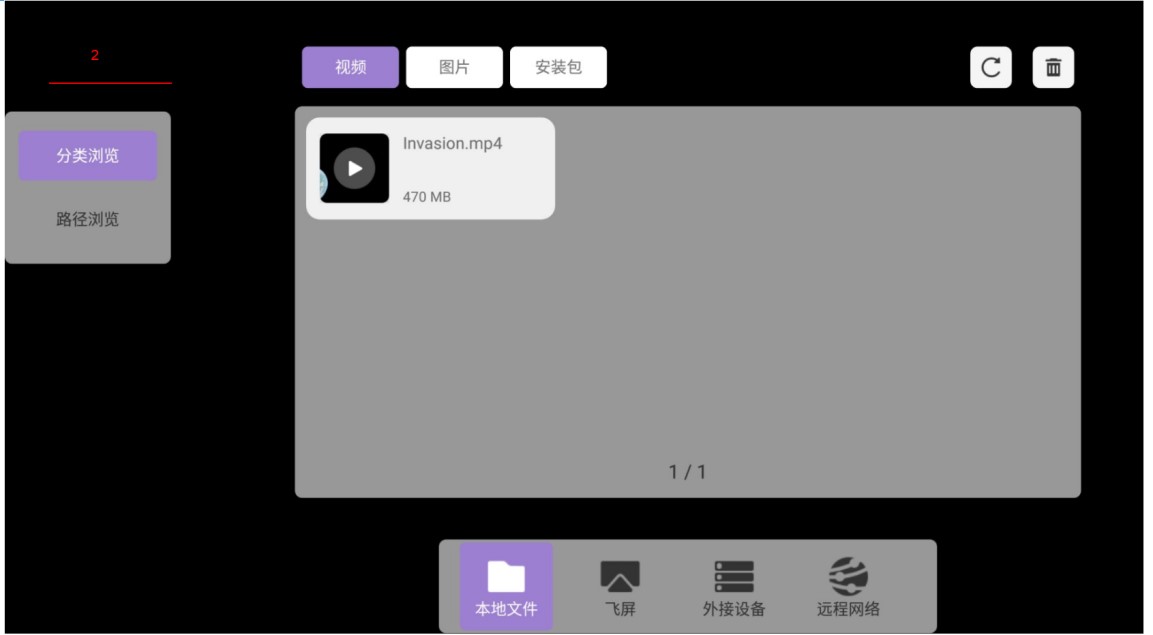 2
视频 图片 安装包
分类浏览
路径浏览
Invasion.mp4
470 MB
1 / 1
本地文件 飞屏 外接设备 远程网络